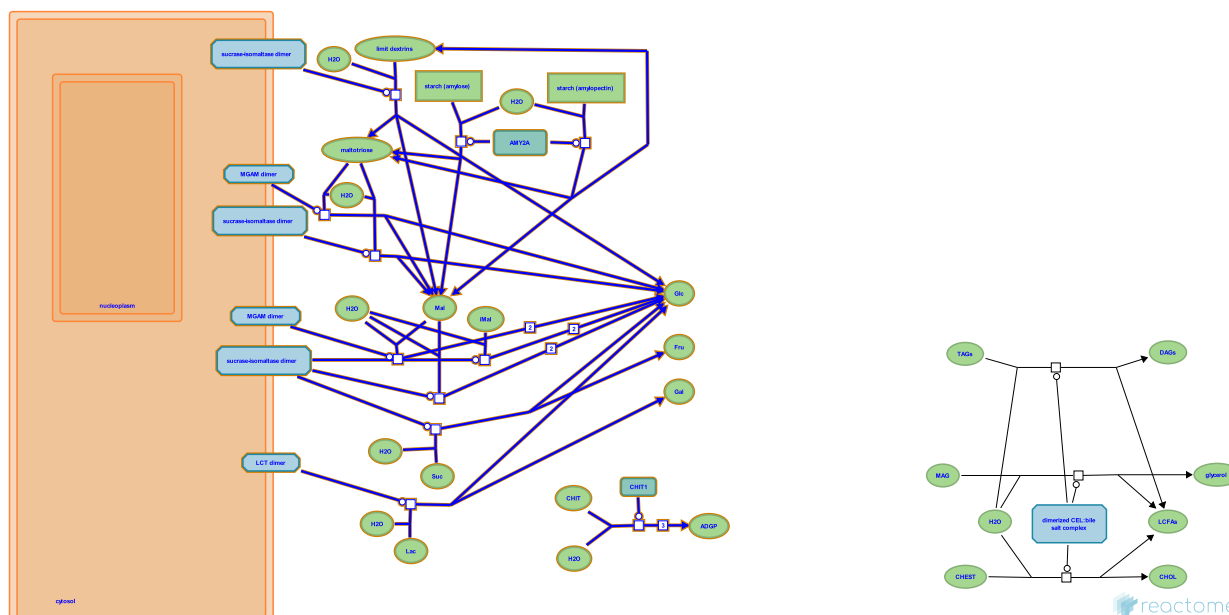 sucrase-isomaltase dimer
H2O
limit dextrins
starch (amylose)
H2O
starch (amylopectin)
AMY2A
maltotriose
MGAM dimer
H2O
sucrase-isomaltase dimer
nucleoplasm
Glc
MGAM dimer
H2O
Mal
iMal
2
2
2
sucrase-isomaltase dimer
Fru
TAGs
DAGs
Gal
H2O
LCT dimer
Suc
MAG
glycerol
CHIT
CHIT1
H2O
Lac
3
ADGP
H2O
H2O
dimerized CEL:bile
salt complex
LCFAs
CHEST
CHOL
cytosol
reactome